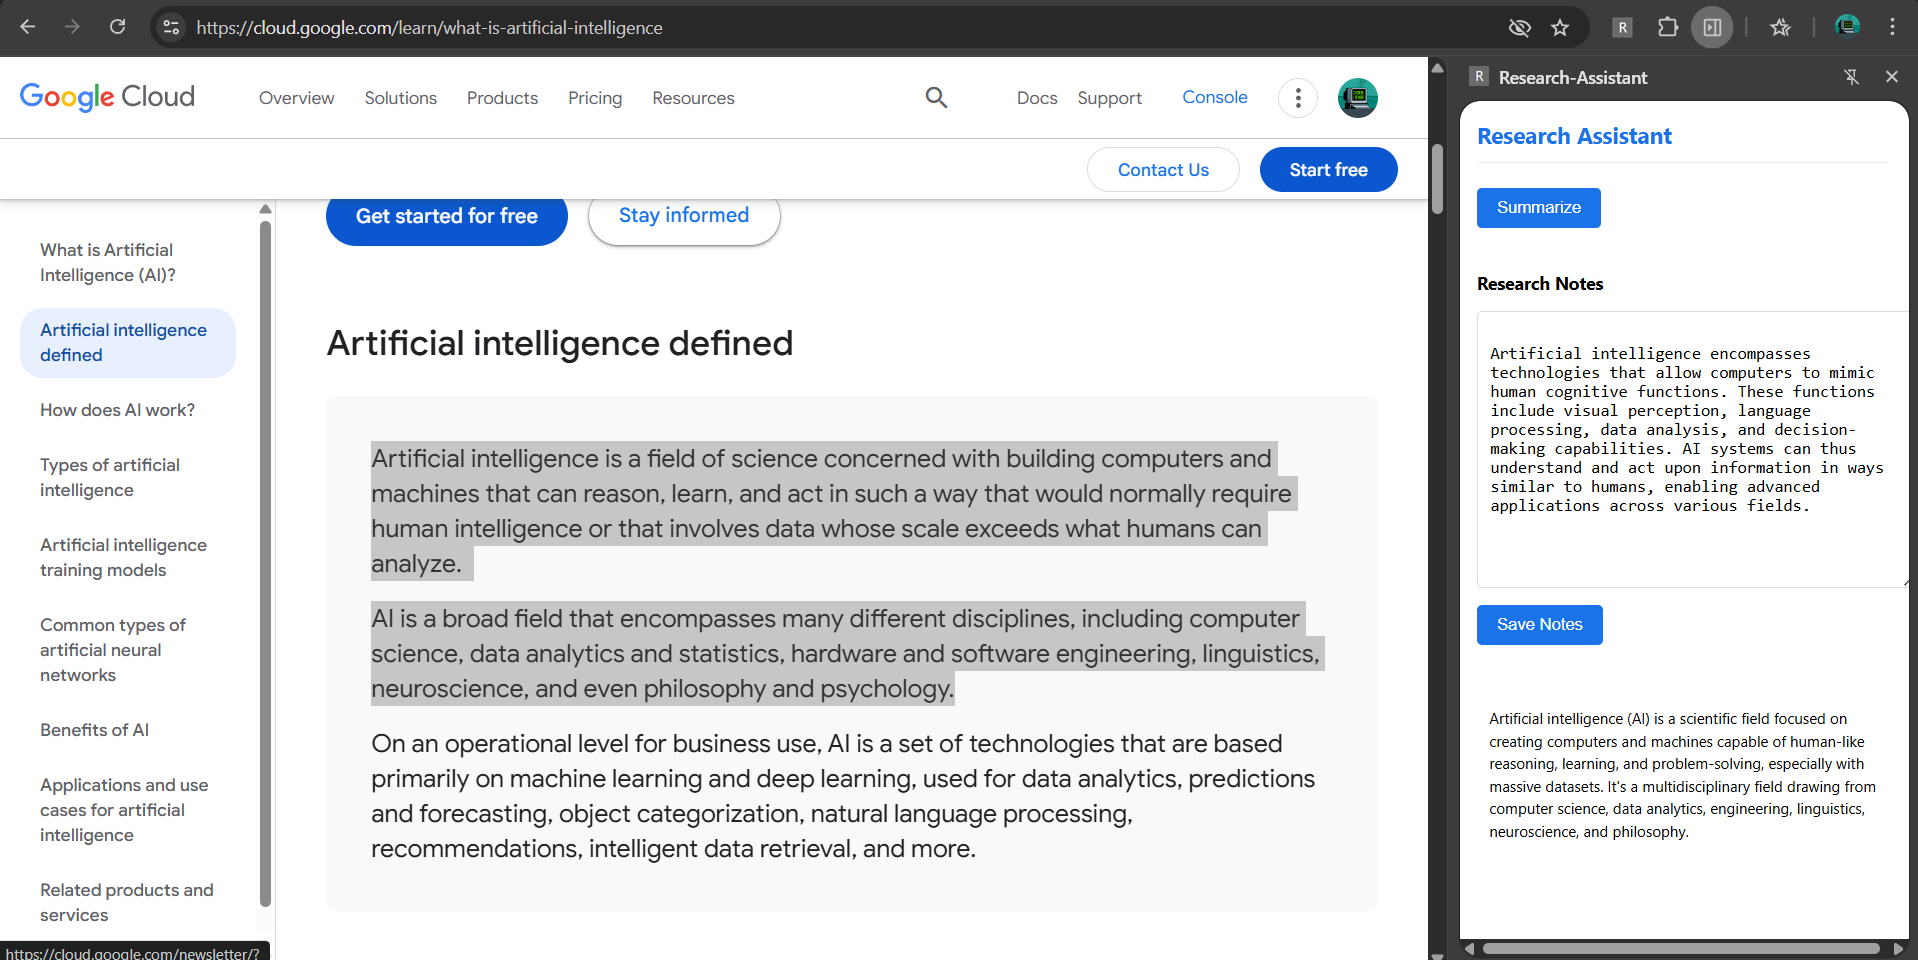 https://cloud.google.com/learn/what-is-artificial-intelligence
R
R Research-Assistant
Google Cloud
Overview Solutions Products Pricing Resources
Docs Support Console
Contact Us Start free
Get started for free Stay informed
What is Artificial
Intelligence (AI)?
Artificial intelligence
defined
How does AI work?
Types of artificial
intelligence
Artificial intelligence
training models
Common types of
artificial neural
networks
Benefits of AI
Applications and use
cases for artificial
intelligence
Related products and
services
https://cloud.google.com/newsletter/?
Artificial intelligence defined
Artificial intelligence is a field of science concerned with building computers and
machines that can reason, learn, and act in such a way that would normally require
human intelligence or that involves data whose scale exceeds what humans can
analyze.
AI is a broad field that encompasses many different disciplines, including computer
science, data analytics and statistics, hardware and software engineering, linguistics,
neuroscience, and even philosophy and psychology.
On an operational level for business use, AI is a set of technologies that are based
primarily on machine learning and deep learning, used for data analytics, predictions
and forecasting, object categorization, natural language processing,
recommendations, intelligent data retrieval, and more.
Research Assistant
Summarize
Research Notes
Artificial intelligence encompasses
technologies that allow computers to mimic
human cognitive functions. These functions
include visual perception, language
processing, data analysis, and decision-
making capabilities. AI systems can thus
understand and act upon information in ways
similar to humans, enabling advanced
applications across various fields.
Save Notes
Artificial intelligence (AI) is a scientific field focused on
creating computers and machines capable of human-like
reasoning, learning, and problem-solving, especially with
massive datasets. It's a multidisciplinary field drawing from
computer science, data analytics, engineering, linguistics,
neuroscience, and philosophy.